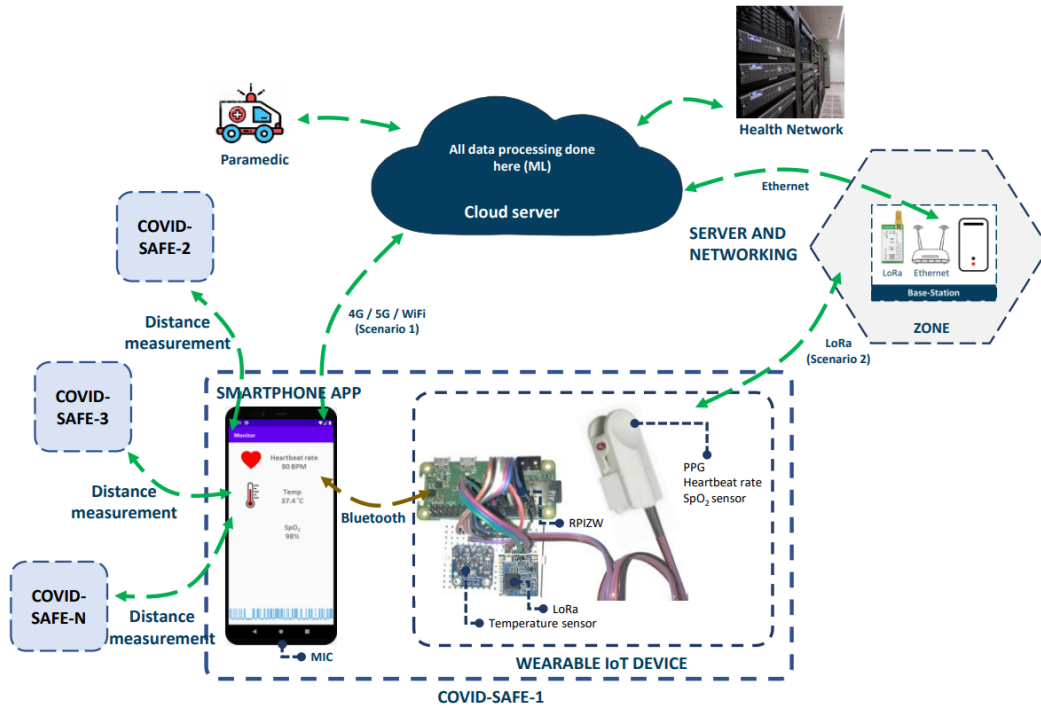 Paramedic
All data processing done
here (ML)
Cloud server
Health Network
Ethernet
SERVER AND
NETWORKING
LoRa
Ethernet
Base-Station
ZONE
COVID-
SAFE-2
Distance
measurement
4G / 5G / WiFi
(Scenario 1)
LoRa
(Scenario 2)
COVID-
SAFE-3
Distance
measurement
COVID-
SAFE-N
Distance
measurement
SMARTPHONE APP
Monitor
Heartbeat rate
80 BPM
Temp
37.4°C
SpO₂
98%
MIC
Bluetooth
PPG
Heartbeat rate
SpO₂ sensor
RPIZW
LoRa
Temperature sensor
WEARABLE IoT DEVICE
COVID-SAFE-1